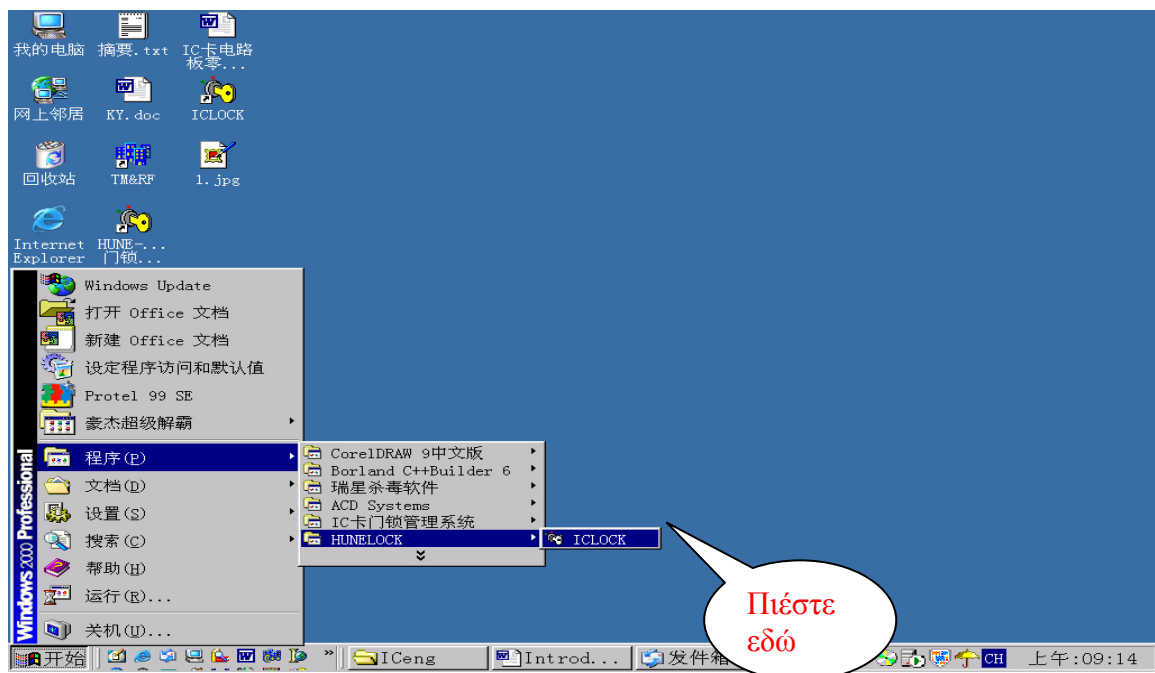 我的电脑
摘要.txt
IC卡电路
板零...
网上邻居
KY.doc
ICLOCK
回收站
TM&RF
1.jpg
Internet
Explorer
HUNE-...
门锁...
Windows Update
打开 Office 文档
新建 Office 文档
设定程序访问和默认值
Protel 99 SE
豪杰超级解霸
程序(P)
文档(D)
设置(S)
搜索(C)
帮助(H)
运行(R)...
关机(U)...
Windows 2000 Professional
CorelDRAW 9中文版
Borland C++Builder 6
瑞星杀毒软件
ACD Systems
IC卡门锁管理系统
HUNELOCK
ICLOCK
Πιέστε
εδώ
开始
ICeng
Introd...
发件箱
CH
上午:09:14